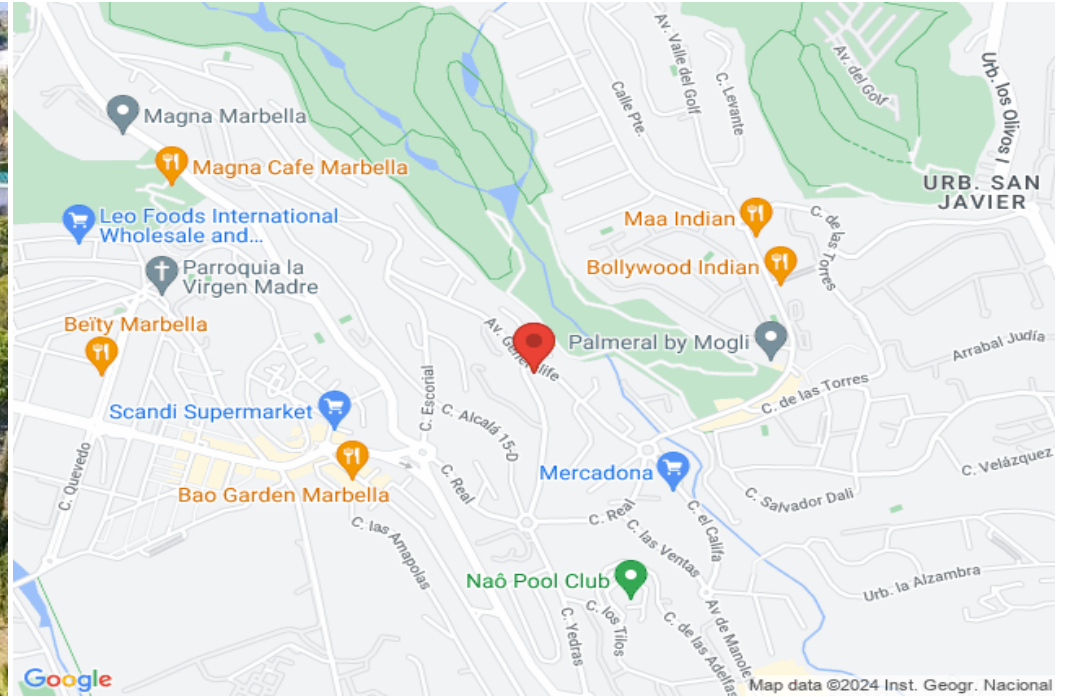 Av. Valle del Golf
Av. del Golf
Urb. los Olivos I
Calle Pte.
C. Levante
Magna Marbella
Magna Cafe Marbella
URB. SAN
JAVIER
Leo Foods International
Wholesale and...
Maa Indian
C. de las Torres
Parroquia la
Virgen Madre
Bollywood Indian
Beïty Marbella
Av. Generalife
Palmeral by Mogli
Arrabal Judía
C. Escorial
C. de las Torres
Scandi Supermarket
C. Alcalá 15-D
C. Quevedo
Mercadona
C. Velázquez
Bao Garden Marbella
C. Real
C. Salvador Dalí
C. Real
C. el Califa
C. las Amapolas
C. las Ventas
Naô Pool Club
Urb. la Alzambra
C. Yedras
C. los Tilos
C. de las Adelfas
Av de Manole
Google
Map data ©2024 Inst. Geogr. Nacional